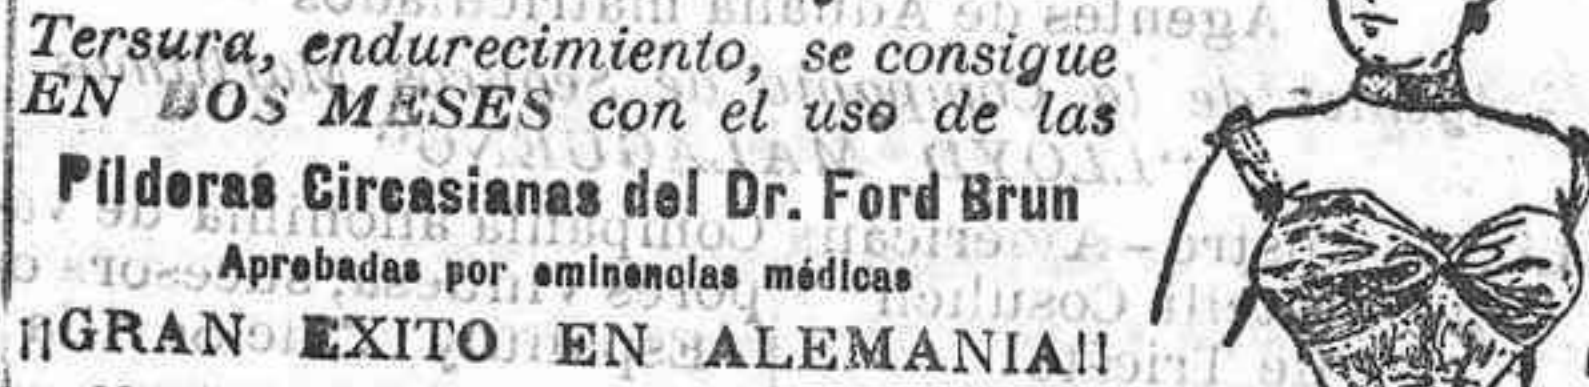 Tersura, endurecimiento, se consigue
EN DOS MESES con el uso de las
Píldoras Circasianas del Dr. Ford Brun
Aprobadas por eminencias médicas
¡¡GRAN EXITO EN ALEMANIA!!